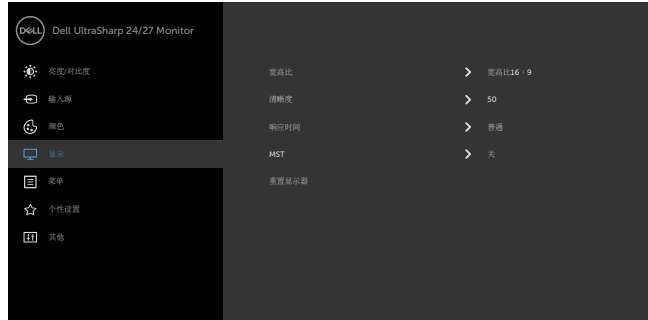 DELL Dell UltraSharp 24/27 Monitor
亮度/对比度 宽高比 宽高比16 : 9
输入源 清晰度 50
颜色 响应时间 普通
显示 MST 关
菜单 重置显示器
个性设置
其他